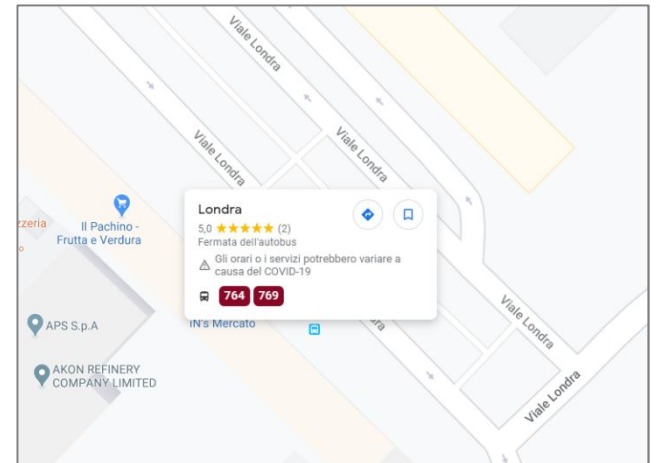 Viale Londra
Viale Londra
Viale Londra
Viale Londra
Londra
5,0 (2)
Fermata dell'autobus
Gli orari o i servizi potrebbero variare a
causa del COVID-19
764 769
zzeria
Il Pachino -
Frutta e Verdura
o
IN's Mercato
APS S.p.A
AKON REFINERY
COMPANY LIMITED
Viale Londra
Viale Londra